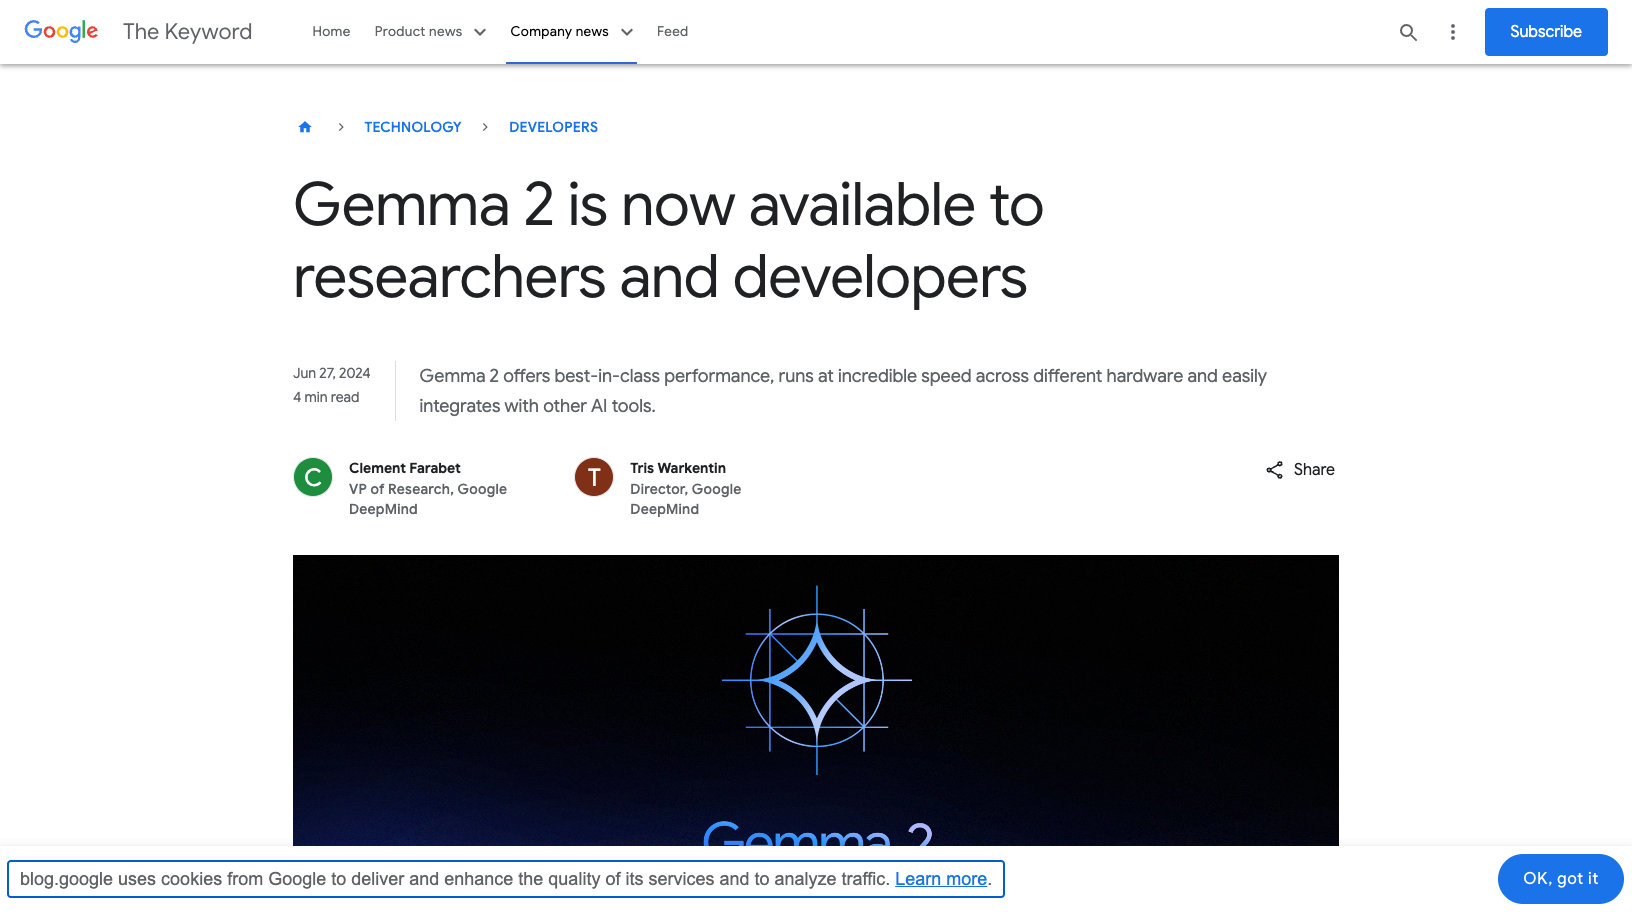 Google The Keyword Home Product news Company news Feed Subscribe
TECHNOLOGY DEVELOPERS
Gemma 2 is now available to
researchers and developers
Jun 27, 2024
4 min read
Gemma 2 offers best-in-class performance, runs at incredible speed across different hardware and easily
integrates with other AI tools.
C
Clement Farabet
VP of Research, Google
DeepMind
T
Tris Warkentin
Director, Google
DeepMind
Share
Gemma 2
blog.google uses cookies from Google to deliver and enhance the quality of its services and to analyze traffic. Learn more.
OK, got it